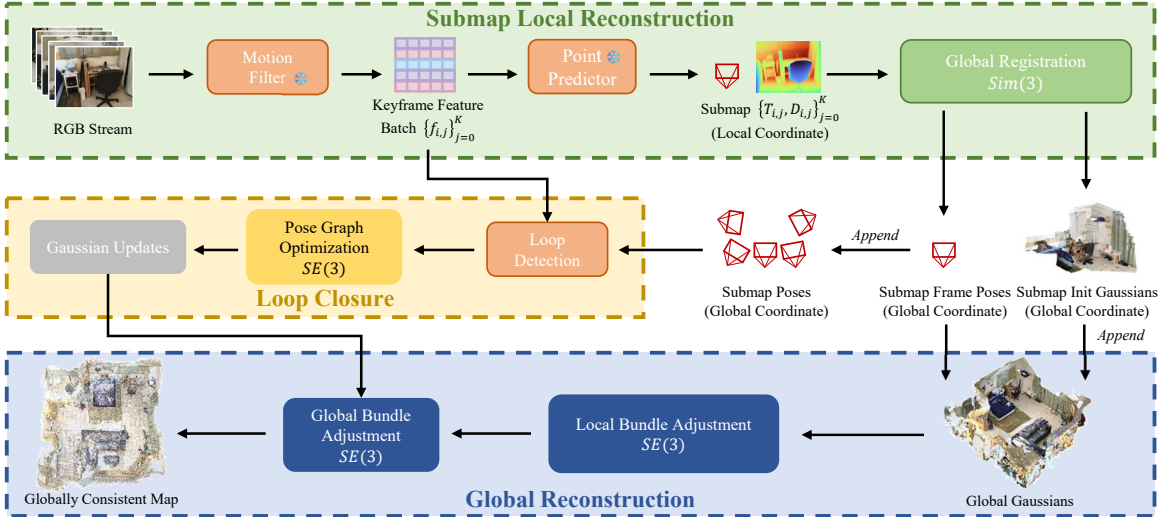 Submap Local Reconstruction
RGB Stream
Motion
Filter
Keyframe Feature
Batch {f_{i,j}}_{j=0}^{K}
Point
Predictor
Submap {T_{i,j}, D_{i,j}}_{j=0}^{K}
(Local Coordinate)
Global Registration
Sim(3)
Gaussian Updates
Pose Graph
Optimization
SE(3)
Loop
Detection
Loop Closure
Append
Submap Poses
(Global Coordinate)
Submap Frame Poses
(Global Coordinate)
Submap Init Gaussians
(Global Coordinate)
Append
Globally Consistent Map
Global Bundle
Adjustment
SE(3)
Local Bundle Adjustment
SE(3)
Global Gaussians
Global Reconstruction